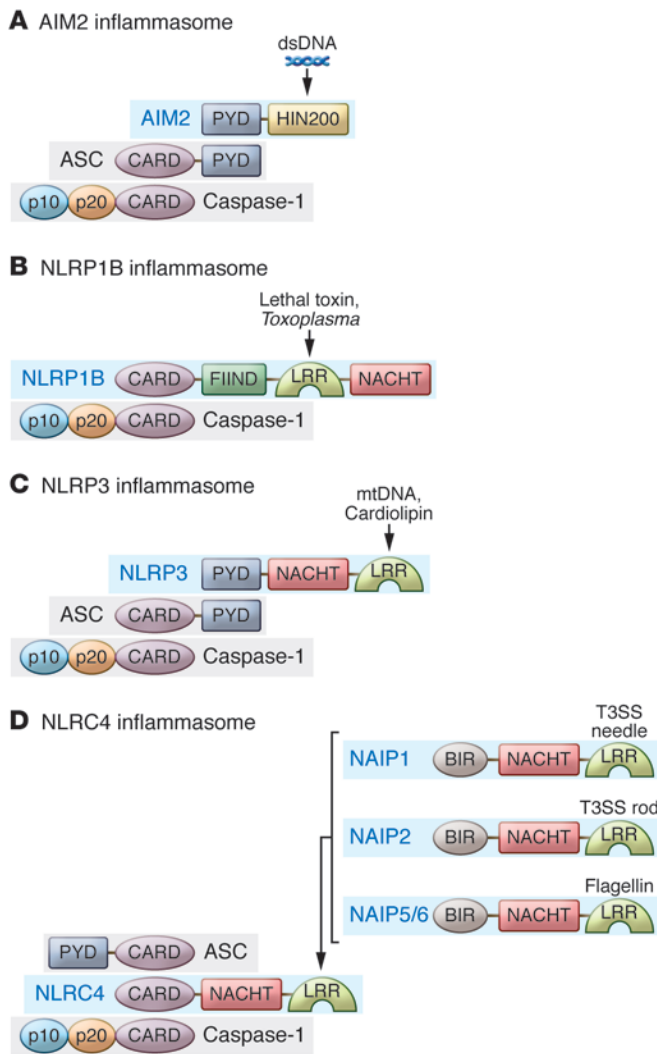 A AIM2 inflammasome
dsDNA
AIM2 PYD HIN200
ASC CARD PYD
p10 p20 CARD Caspase-1
B NLRP1B inflammasome
Lethal toxin,
Toxoplasma
NLRP1B CARD FIIND LRR NACHT
p10 p20 CARD Caspase-1
C NLRP3 inflammasome
mtDNA,
Cardiolipin
NLRP3 PYD NACHT LRR
ASC CARD PYD
p10 p20 CARD Caspase-1
D NLRC4 inflammasome
T3SS
needle
NAIP1 BIR NACHT LRR
T3SS rod
NAIP2 BIR NACHT LRR
Flagellin
NAIP5/6 BIR NACHT LRR
PYD CARD ASC
NLRC4 CARD NACHT LRR
p10 p20 CARD Caspase-1